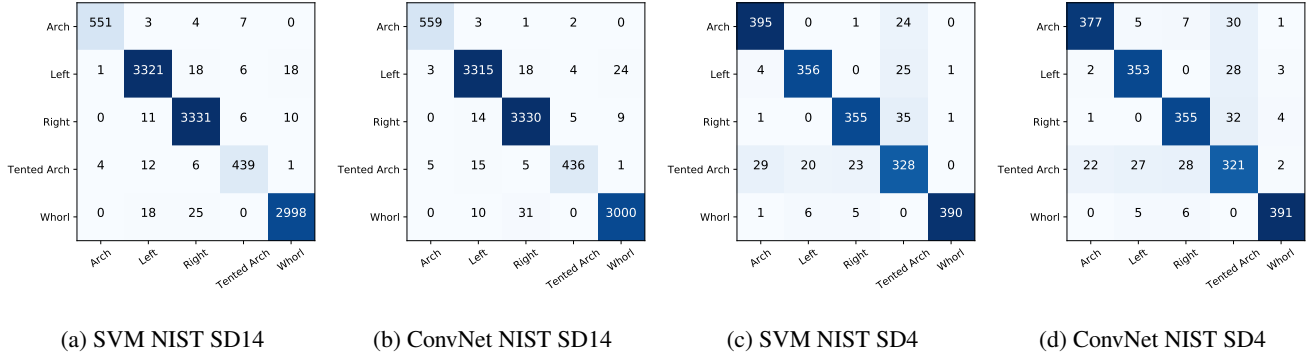 Arch 551 3 4 7 0
Left 1 3321 18 6 18
Right 0 11 3331 6 10
Tented Arch 4 12 6 439 1
Whorl 0 18 25 0 2998
Arch Left Right Tented Arch Whorl
(a) SVM NIST SD14
Arch 559 3 1 2 0
Left 3 3315 18 4 24
Right 0 14 3330 5 9
Tented Arch 5 15 5 436 1
Whorl 0 10 31 0 3000
Arch Left Right Tented Arch Whorl
(b) ConvNet NIST SD14
Arch 395 0 1 24 0
Left 4 356 0 25 1
Right 1 0 355 35 1
Tented Arch 29 20 23 328 0
Whorl 1 6 5 0 390
Arch Left Right Tented Arch Whorl
(c) SVM NIST SD4
Arch 377 5 7 30 1
Left 2 353 0 28 3
Right 1 0 355 32 4
Tented Arch 22 27 28 321 2
Whorl 0 5 6 0 391
Arch Left Right Tented Arch Whorl
(d) ConvNet NIST SD4